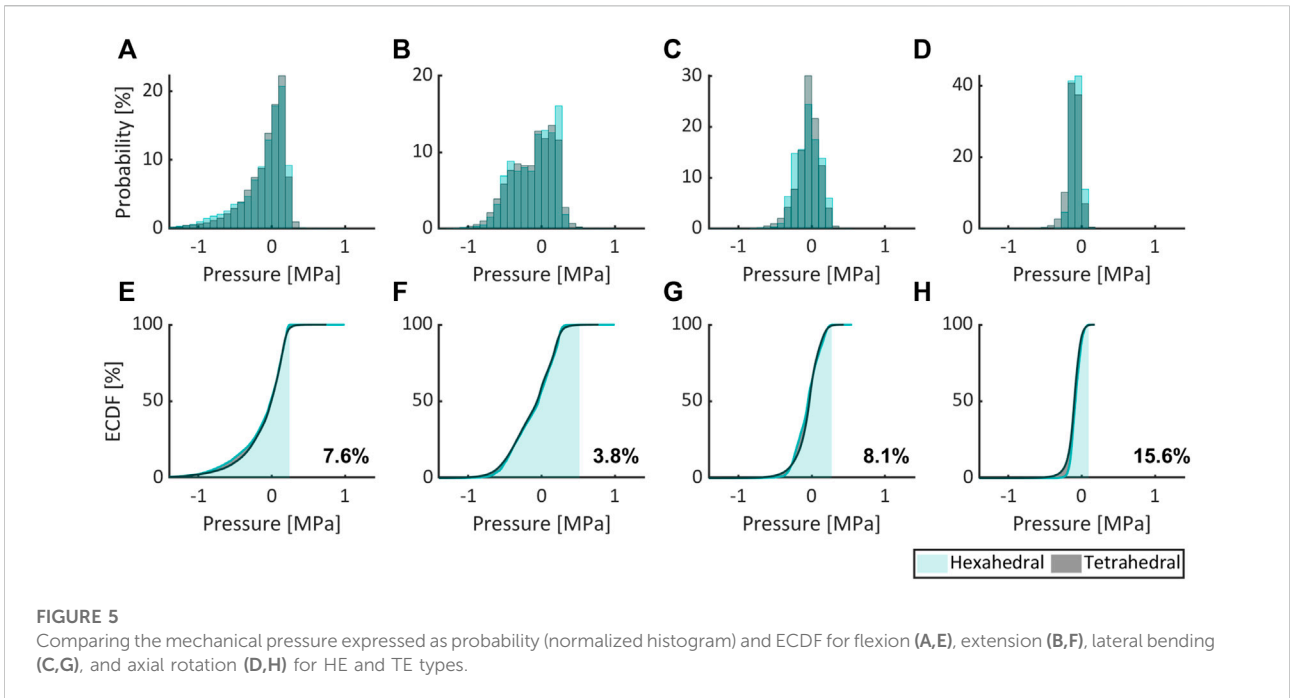 A
B
C
D
Probability [%]
20
10
0
-1
0
1
Pressure [MPa]
20
10
0
-1
0
1
Pressure [MPa]
30
20
10
0
-1
0
1
Pressure [MPa]
40
20
0
-1
0
1
Pressure [MPa]
E
F
G
H
ECDF [%]
100
50
0
7.6%
-1
0
1
Pressure [MPa]
100
50
0
3.8%
-1
0
1
Pressure [MPa]
100
50
0
8.1%
-1
0
1
Pressure [MPa]
100
50
0
15.6%
-1
0
1
Pressure [MPa]
Hexahedral
Tetrahedral
FIGURE 5
Comparing the mechanical pressure expressed as probability (normalized histogram) and ECDF for flexion (A,E), extension (B,F), lateral bending
(C,G), and axial rotation (D,H) for HE and TE types.